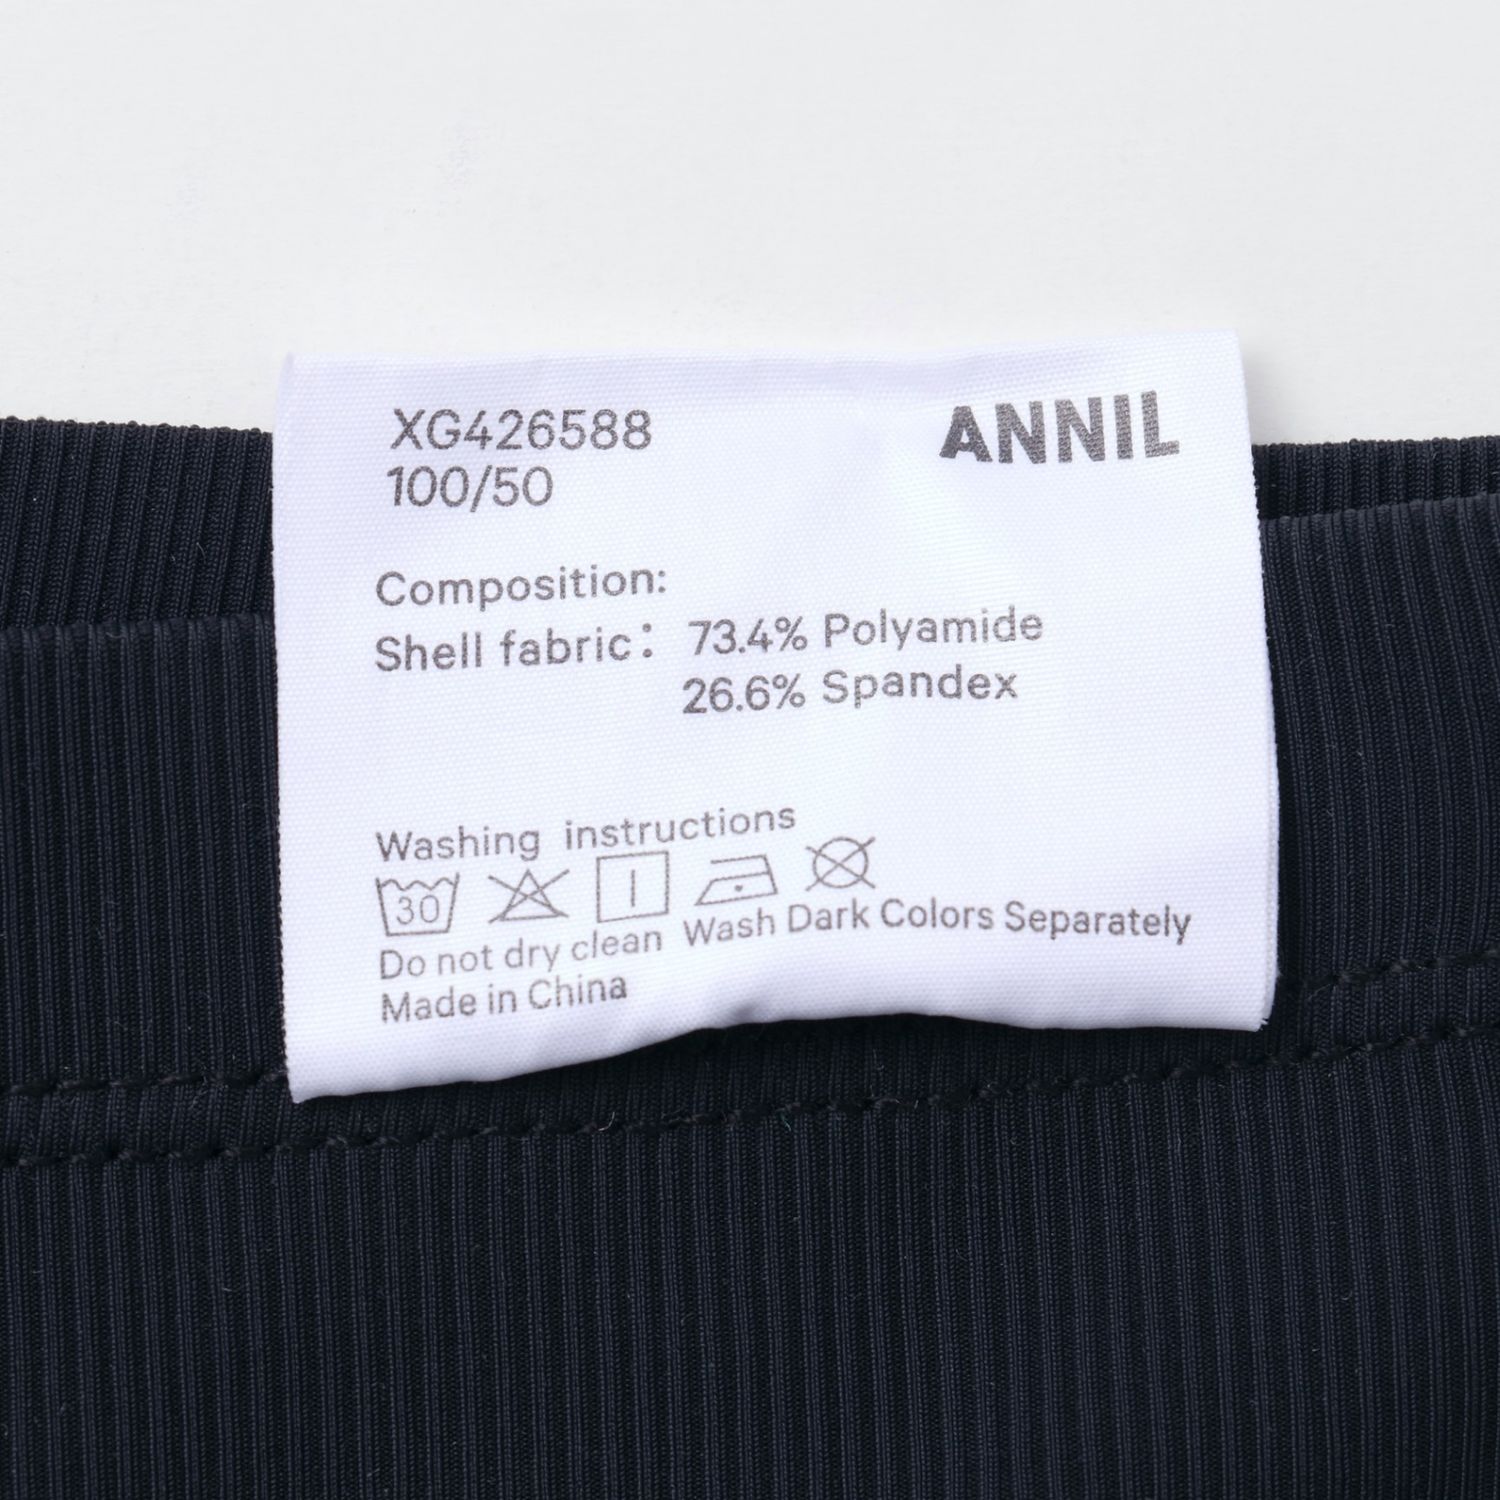 XG426588
ANNIL
100/50
Composition:
Shell fabric: 73.4% Polyamide
26.6% Spandex
Washing instructions
30
Do not dry clean Wash Dark Colors Separately
Made in China